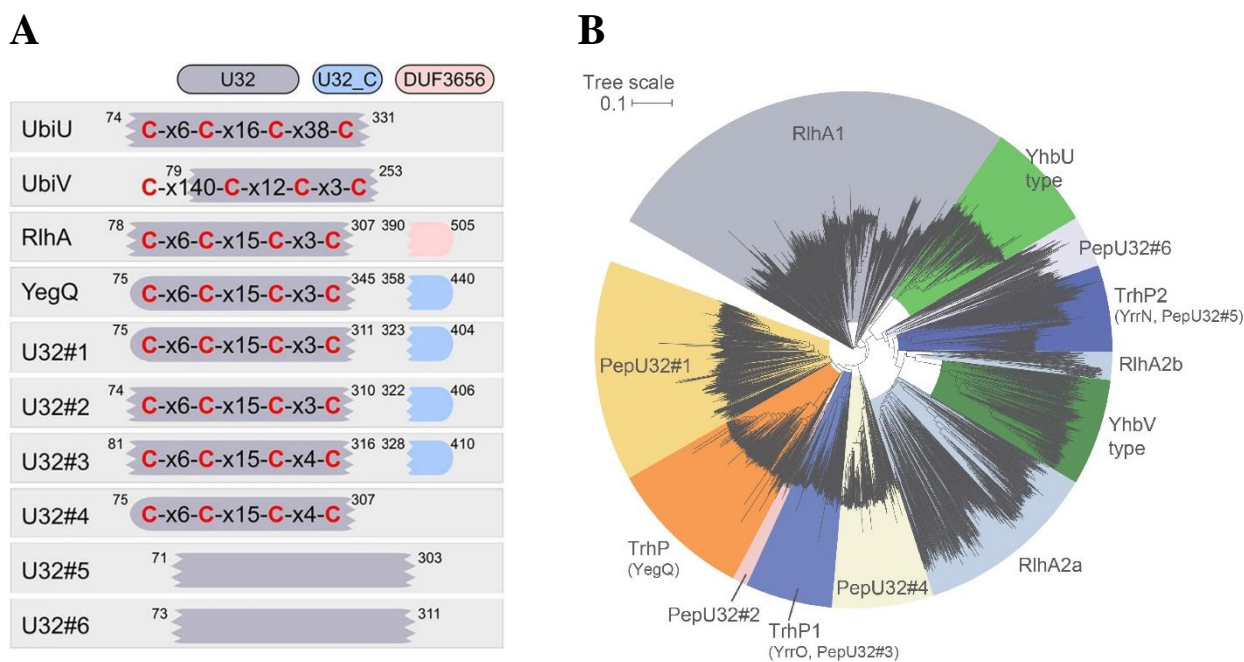 A
U32 U32_C DUF3656
UbiU 74 C-x6-C-x16-C-x38-C 331
UbiV 79 C-x140-C-x12-C-x3-C 253
RlhA 78 C-x6-C-x15-C-x3-C 307 390 505
YegQ 75 C-x6-C-x15-C-x3-C 345 358 440
U32#1 75 C-x6-C-x15-C-x3-C 311 323 404
U32#2 74 C-x6-C-x15-C-x3-C 310 322 406
U32#3 81 C-x6-C-x15-C-x4-C 316 328 410
U32#4 75 C-x6-C-x15-C-x4-C 307
U32#5 71 303
U32#6 73 311
B
Tree scale
0.1
RlhA1
YhbU
type
PepU32#6
TrhP2
(YrrN, PepU32#5)
RlhA2b
YhbV
type
RlhA2a
PepU32#4
TrhP1
(YrrO, PepU32#3)
PepU32#2
TrhP
(YegQ)
PepU32#1